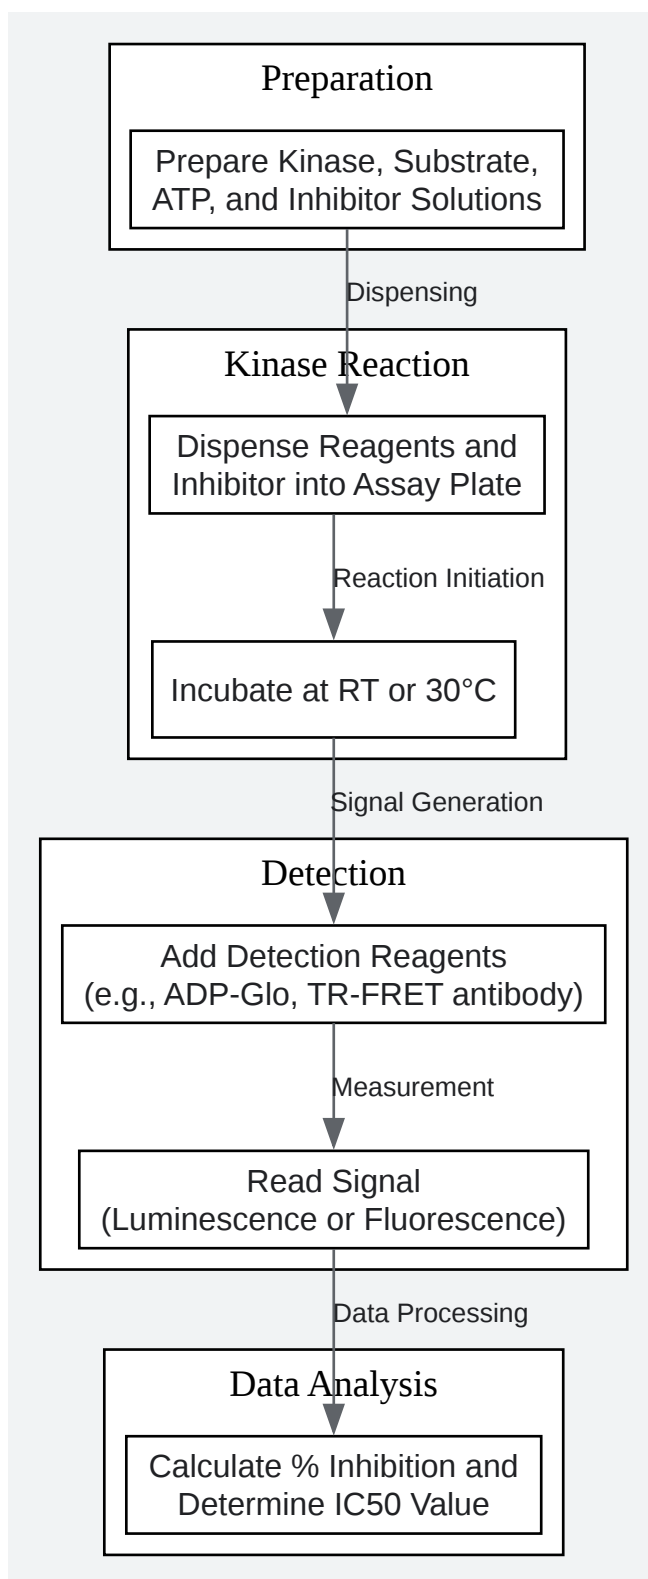 Preparation
Prepare Kinase, Substrate,
ATP, and Inhibitor Solutions
Dispensing
Kinase Reaction
Dispense Reagents and
Inhibitor into Assay Plate
Reaction Initiation
Incubate at RT or 30°C
Signal Generation
Detection
Add Detection Reagents
(e.g., ADP-Glo, TR-FRET antibody)
Measurement
Read Signal
(Luminescence or Fluorescence)
Data Processing
Data Analysis
Calculate % Inhibition and
Determine IC50 Value